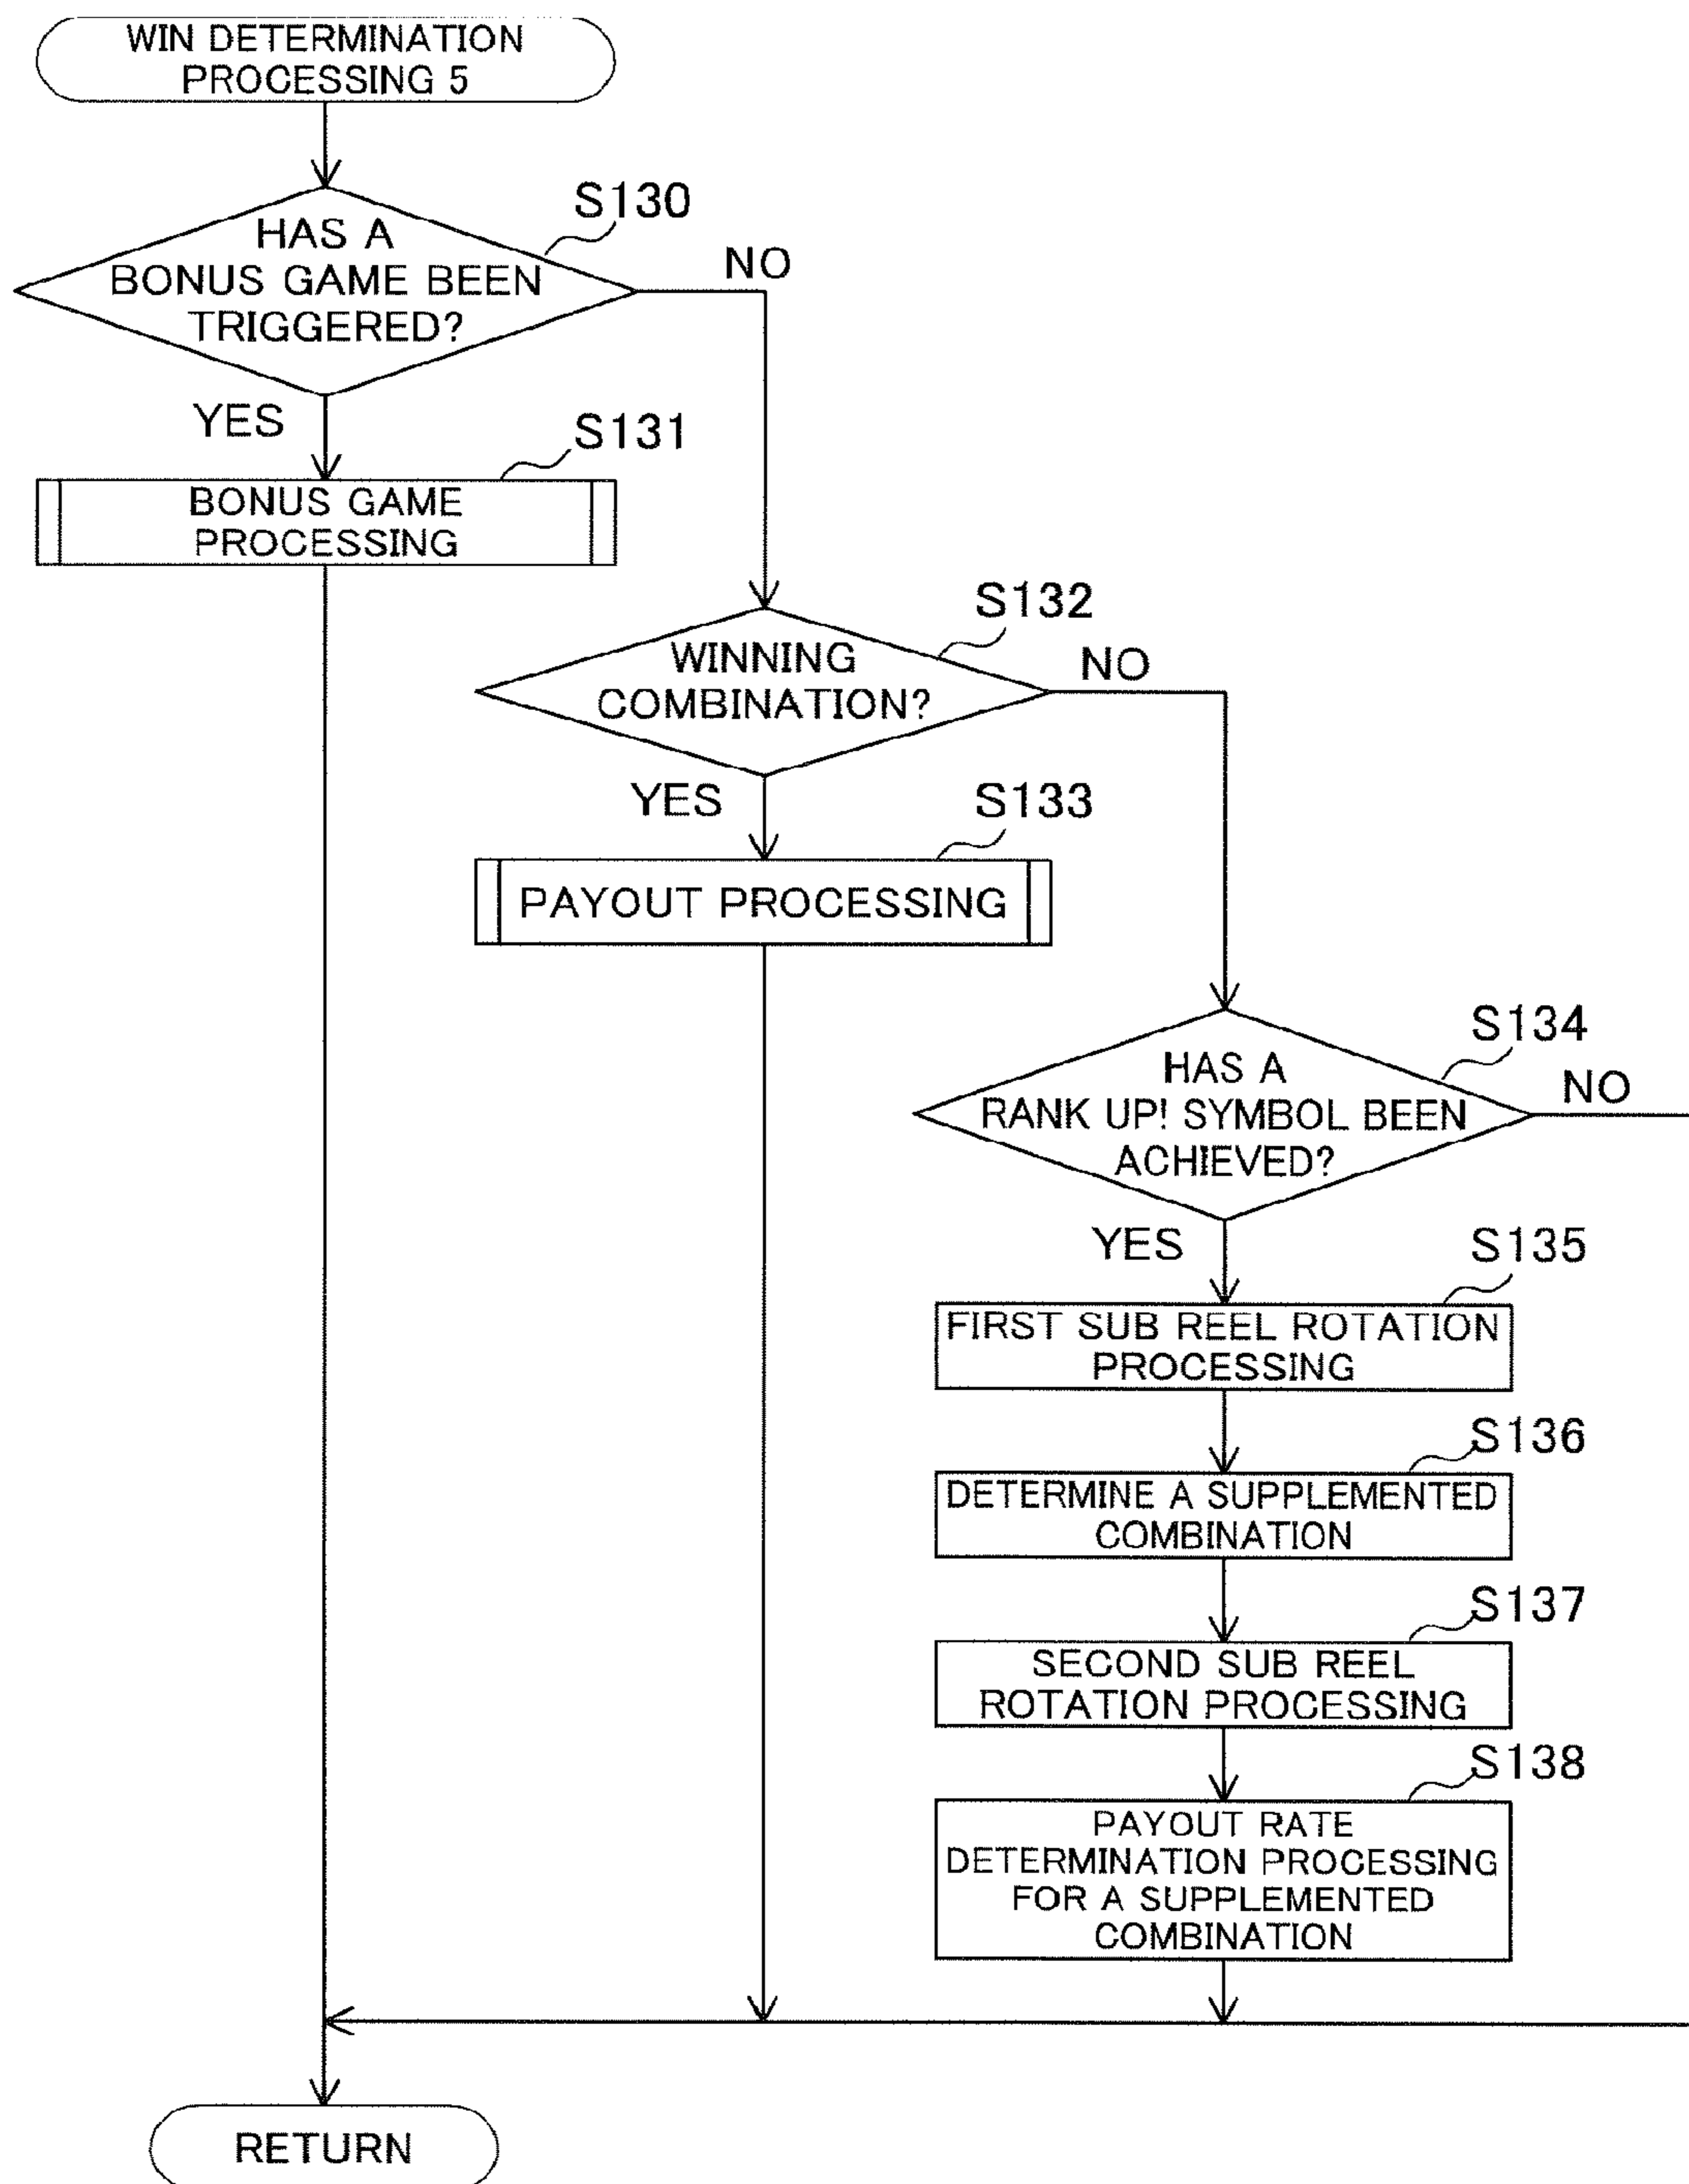 WIN DETERMINATION
PROCESSING 5
S130
HAS A
BONUS GAME BEEN
TRIGGERED?
NO
YES
S131
BONUS GAME
PROCESSING
S132
WINNING
COMBINATION?
NO
YES
S133
PAYOUT PROCESSING
S134
HAS A
RANK UP! SYMBOL BEEN
ACHIEVED?
NO
YES
S135
FIRST SUB REEL ROTATION
PROCESSING
S136
DETERMINE A SUPPLEMENTED
COMBINATION
S137
SECOND SUB REEL
ROTATION PROCESSING
S138
PAYOUT RATE
DETERMINATION PROCESSING
FOR A SUPPLEMENTED
COMBINATION
RETURN